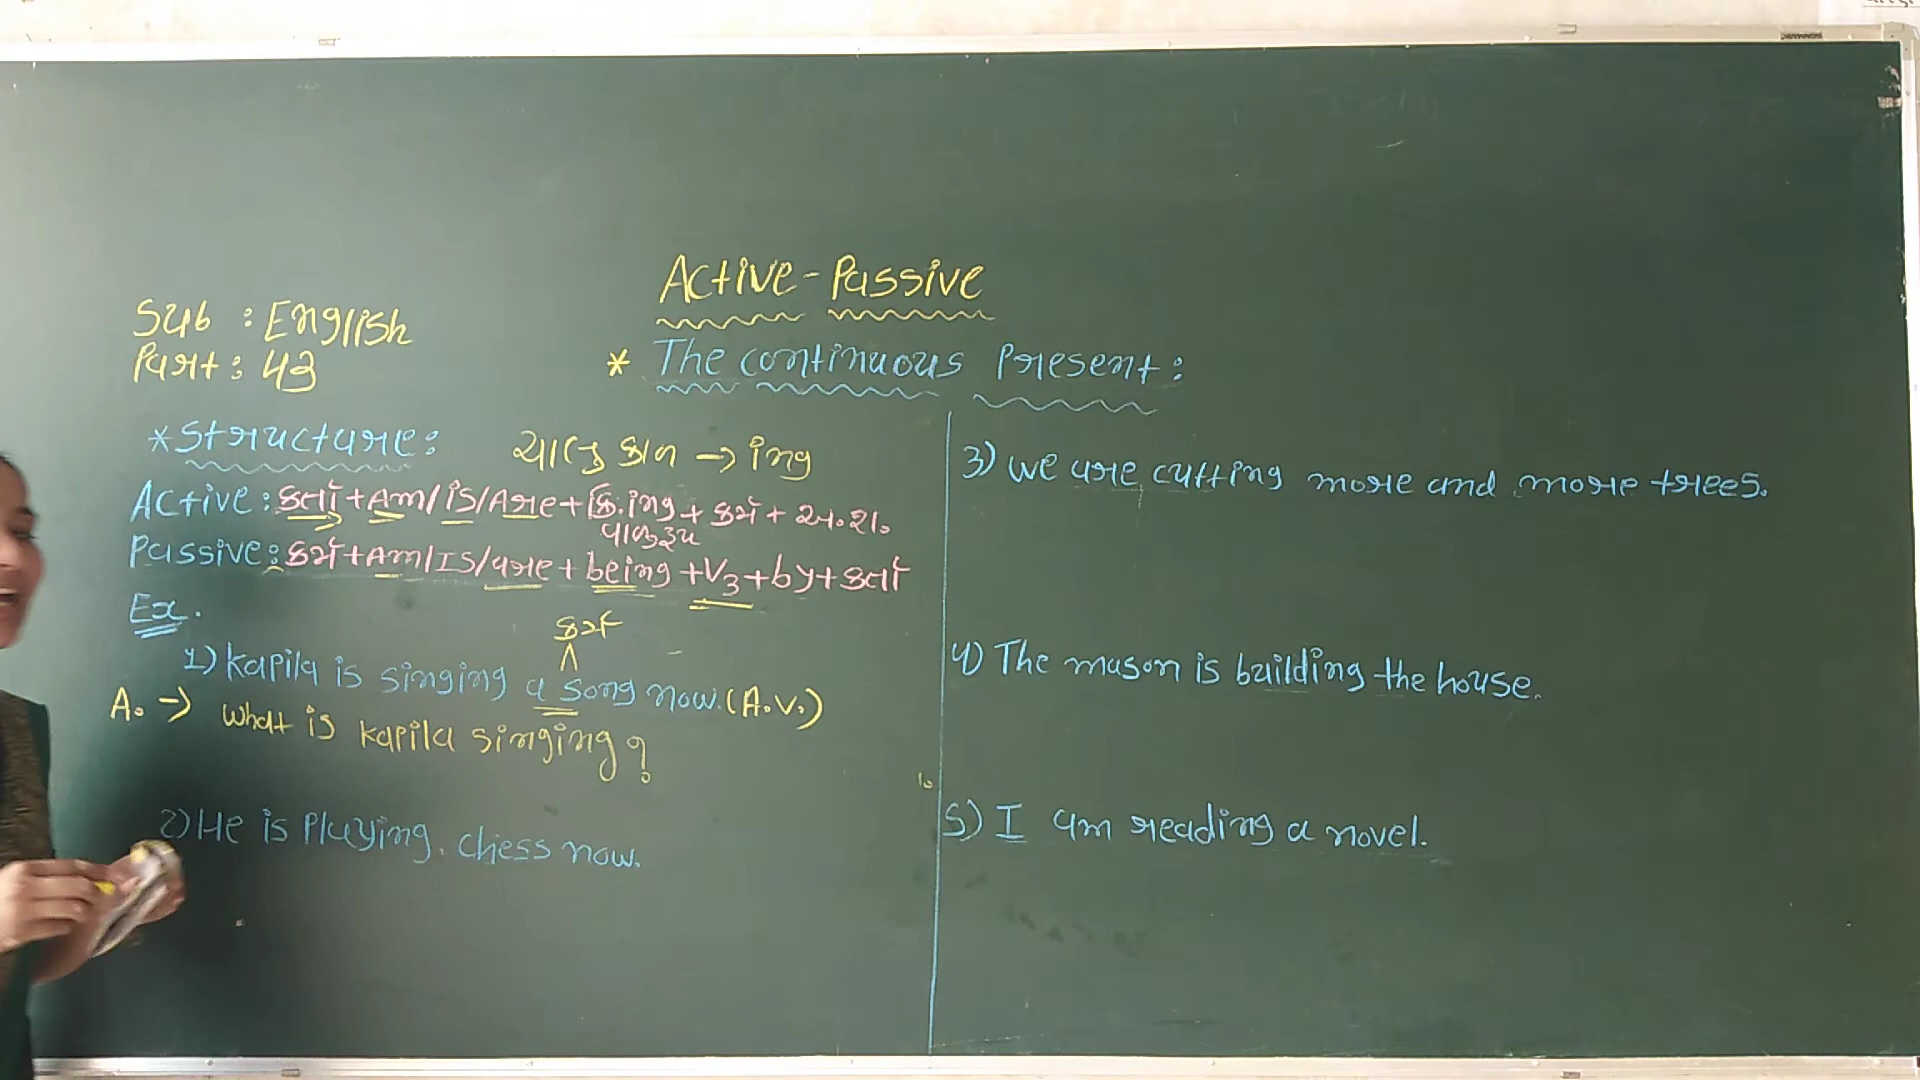 Active-Passive
Sub : English
Part : 43
* The continuous Present :
* Structure :
ચાલુ કાળ → ing
Active : કર્તા + Am / is / Are + ક્રિ. ing + કર્મ + અ.શ.
વાક્યરૂપ
Passive : કર્મ + Am / IS / are + being + V3 + by + કર્તા
Ex.
કર્મ
1) Kapila is singing a song now. (A.V.)
A. → What is Kapila singing?
2) He is Playing chess now.
3) We are cutting more and more trees.
4) The mason is building the house.
5) I am reading a novel.